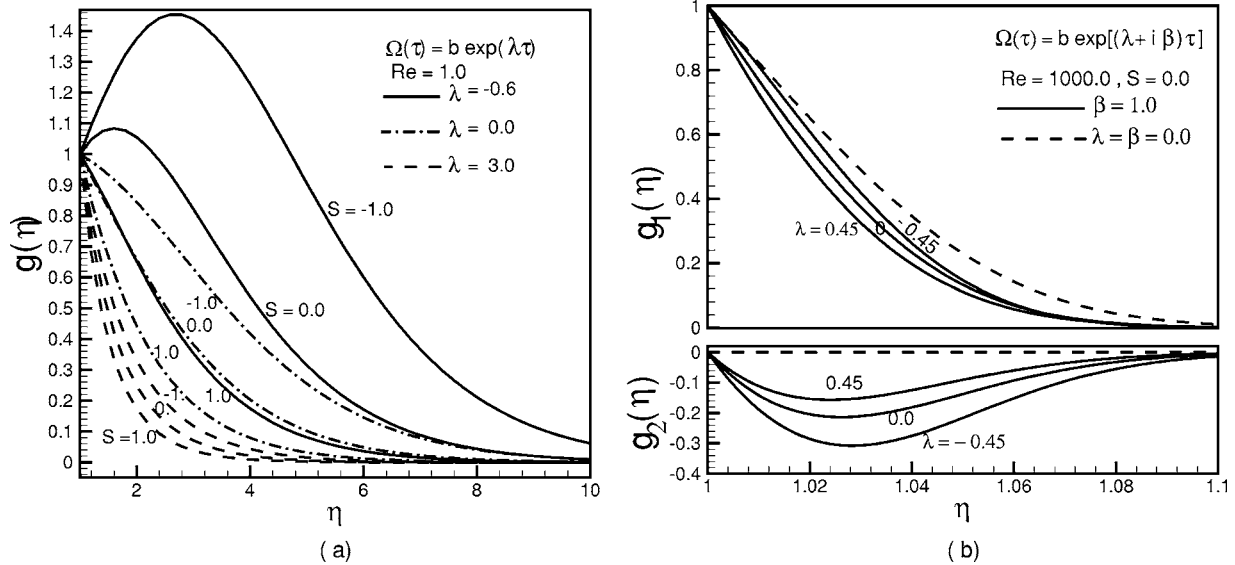 Ω(τ) = b exp(λτ)
Re = 1.0
λ = -0.6
λ = 0.0
λ = 3.0
1.4
1.3
1.2
1.1
1
0.9
0.8
0.7
0.6
0.5
0.4
0.3
0.2
0.1
0
g(η)
S = -1.0
S = 0.0
-1.0
0.0
1.0
1.0
-1.
0.
S =1.0
2 4 6 8 10
η
( a)
Ω(τ) = b exp[(λ+ i β) τ ]
Re = 1000.0 , S = 0.0
β = 1.0
λ = β = 0.0
1
0.8
0.6
0.4
0.2
0
g1(η)
λ = 0.45
0
-0.45
0
-0.1
-0.2
-0.3
-0.4
g2(η)
0.45
0.0
λ = – 0.45
1 1.02 1.04 1.06 1.08 1.1
η
( b)